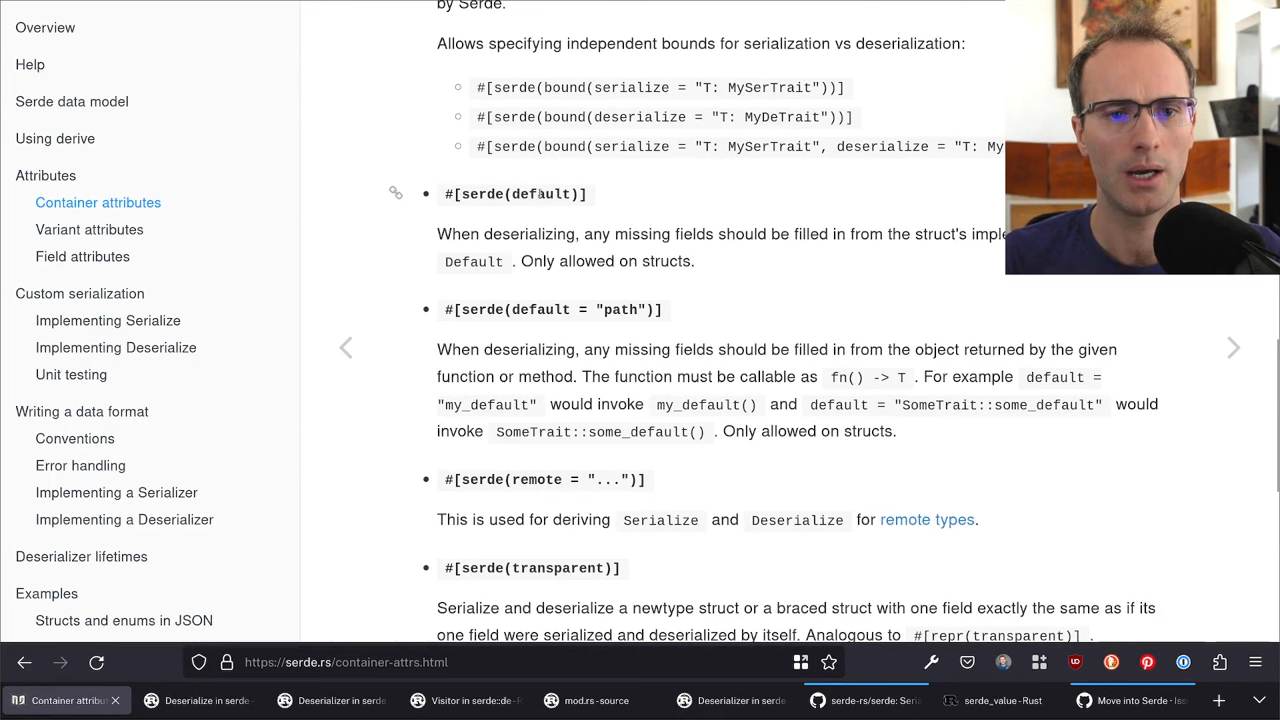 Overview
Help
Serde data model
Using derive
Attributes
Container attributes
Variant attributes
Field attributes
Custom serialization
Implementing Serialize
Implementing Deserialize
Unit testing
Writing a data format
Conventions
Error handling
Implementing a Serializer
Implementing a Deserializer
Deserializer lifetimes
Examples
Structs and enums in JSON
by Serde.
Allows specifying independent bounds for serialization vs deserialization:
#[serde(bound(serialize = "T: MySerTrait"))]
#[serde(bound(deserialize = "T: MyDeTrait"))]
#[serde(bound(serialize = "T: MySerTrait", deserialize = "T: My
#[serde(default)]
When deserializing, any missing fields should be filled in from the struct's imple
Default . Only allowed on structs.
#[serde(default = "path")]
When deserializing, any missing fields should be filled in from the object returned by the given
function or method. The function must be callable as fn() -> T . For example default =
"my_default" would invoke my_default() and default = "SomeTrait::some_default" would
invoke SomeTrait::some_default() . Only allowed on structs.
#[serde(remote = "...")]
This is used for deriving Serialize and Deserialize for remote types.
#[serde(transparent)]
Serialize and deserialize a newtype struct or a braced struct with one field exactly the same as if its
one field were serialized and deserialized by itself. Analogous to #[repr(transparent)] .
https://serde.rs/container-attrs.html
Container attribu
Deserialize in serde
Deserializer in serde
Visitor in serde::de -
mod.rs - source
Deserialize in serde
serde-rs/serde: Seria
serde_value - Rust
Move into Serde - Iss